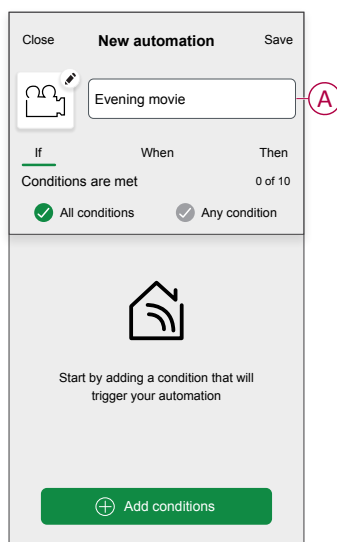 Close New automation Save
Evening movie
A
If When Then
Conditions are met 0 of 10
All conditions Any condition
Start by adding a condition that will
trigger your automation
Add conditions